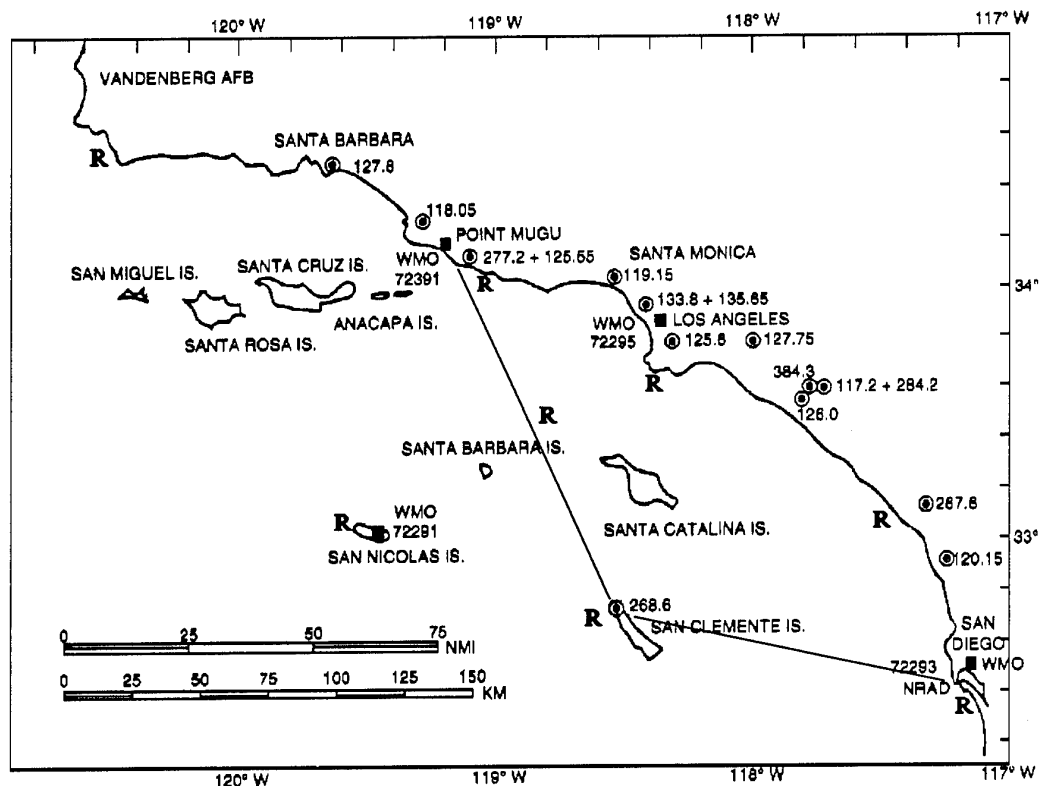 120° W
119° W
118° W
117° W
VANDENBERG AFB
SANTA BARBARA
R
127.8
118.05
POINT MUGU
WMO
72391
277.2 + 125.55
R
SANTA MONICA
119.15
34°
SAN MIGUEL IS.
SANTA CRUZ IS.
ANACAPA IS.
SANTA ROSA IS.
133.8 + 135.65
WMO
72295
LOS ANGELES
125.8
127.75
R
384.3
117.2 + 284.2
126.0
R
SANTA BARBARA IS.
SANTA CATALINA IS.
R
WMO
72291
SAN NICOLAS IS.
287.8
R
33°
120.15
268.6
R
SAN CLEMENTE IS.
SAN
DIEGO
WMO
72293
NRAD
R
0 25 50 75
NMI
0 25 50 75 100 125 150
KM
120° W
119° W
118° W
117° W